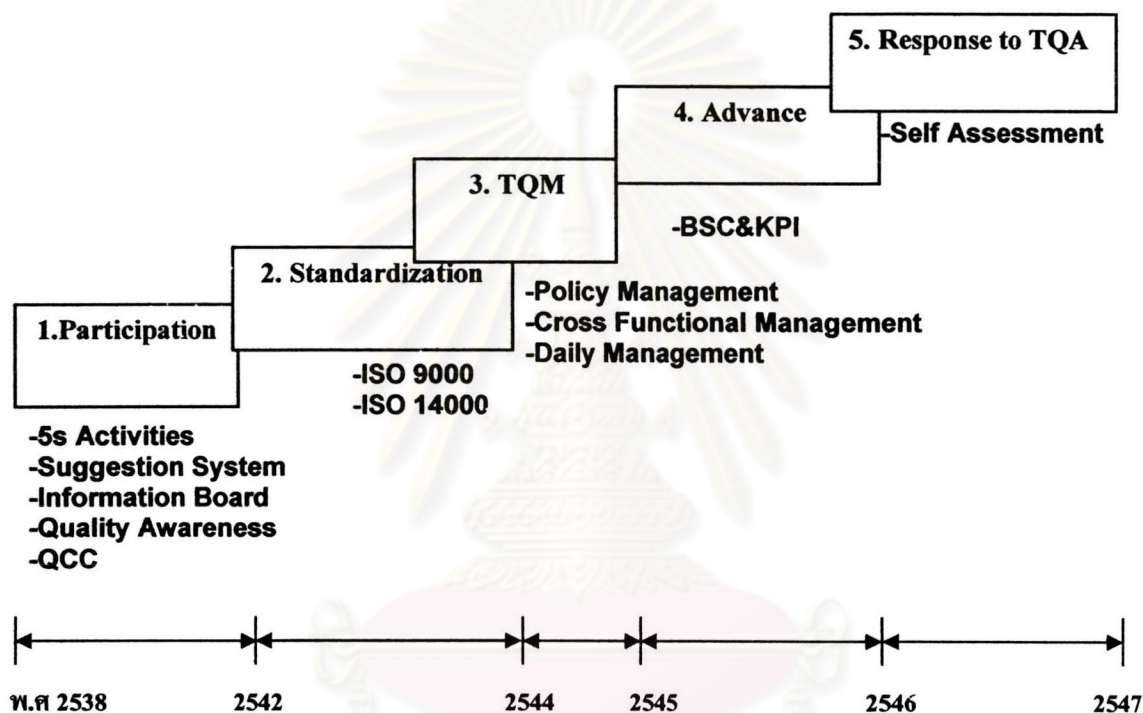 5. Response to TQA
4. Advance
-Self Assessment
3. TQM
-BSC&KPI
2. Standardization
-Policy Management
-Cross Functional Management
-Daily Management
1.Participation
-ISO 9000
-ISO 14000
-5s Activities
-Suggestion System
-Information Board
-Quality Awareness
-QCC
พ.ศ 2538 2542 2544 2545 2546 2547